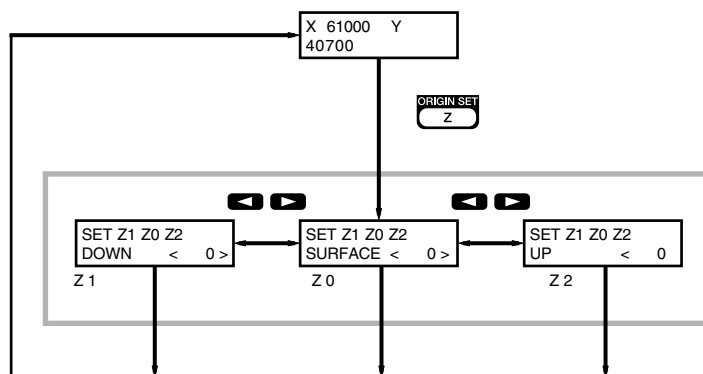 X 61000 Y
40700
ORIGIN SET
Z
SET Z1 Z0 Z2
DOWN < 0 >
Z 1
SET Z1 Z0 Z2
SURFACE < 0 >
Z 0
SET Z1 Z0 Z2
UP < 0
Z 2